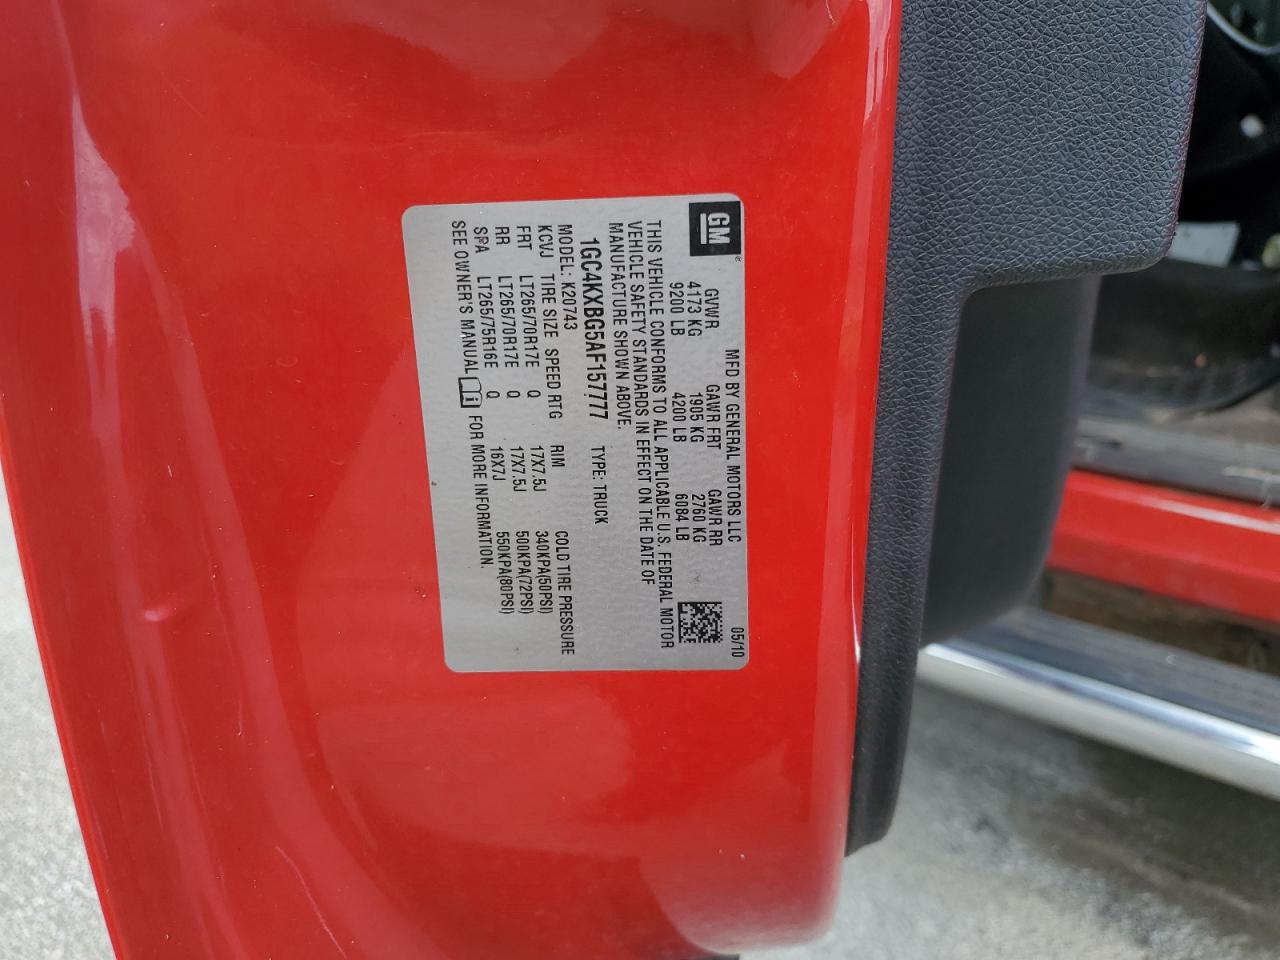 GM®
MFD BY GENERAL MOTORS LLC 05/10
GVWR GAWR FRT GAWR RR
4173 KG 1905 KG 2760 KG
9200 LB 4200 LB 6084 LB
THIS VEHICLE CONFORMS TO ALL APPLICABLE U.S. FEDERAL MOTOR
VEHICLE SAFETY STANDARDS IN EFFECT ON THE DATE OF
MANUFACTURE SHOWN ABOVE.
1GC4KXBG5AF157777 TYPE: TRUCK
MODEL: K20743
KCVJ TIRE SIZE SPEED RTG RIM COLD TIRE PRESSURE
FRT LT265/70R17E Q 17X7.5J 340KPA(50PSI)
RR LT265/70R17E Q 17X7.5J 500KPA(72PSI)
SPA LT265/75R16E Q 16X7J 550KPA(80PSI)
SEE OWNER'S MANUAL i FOR MORE INFORMATION.